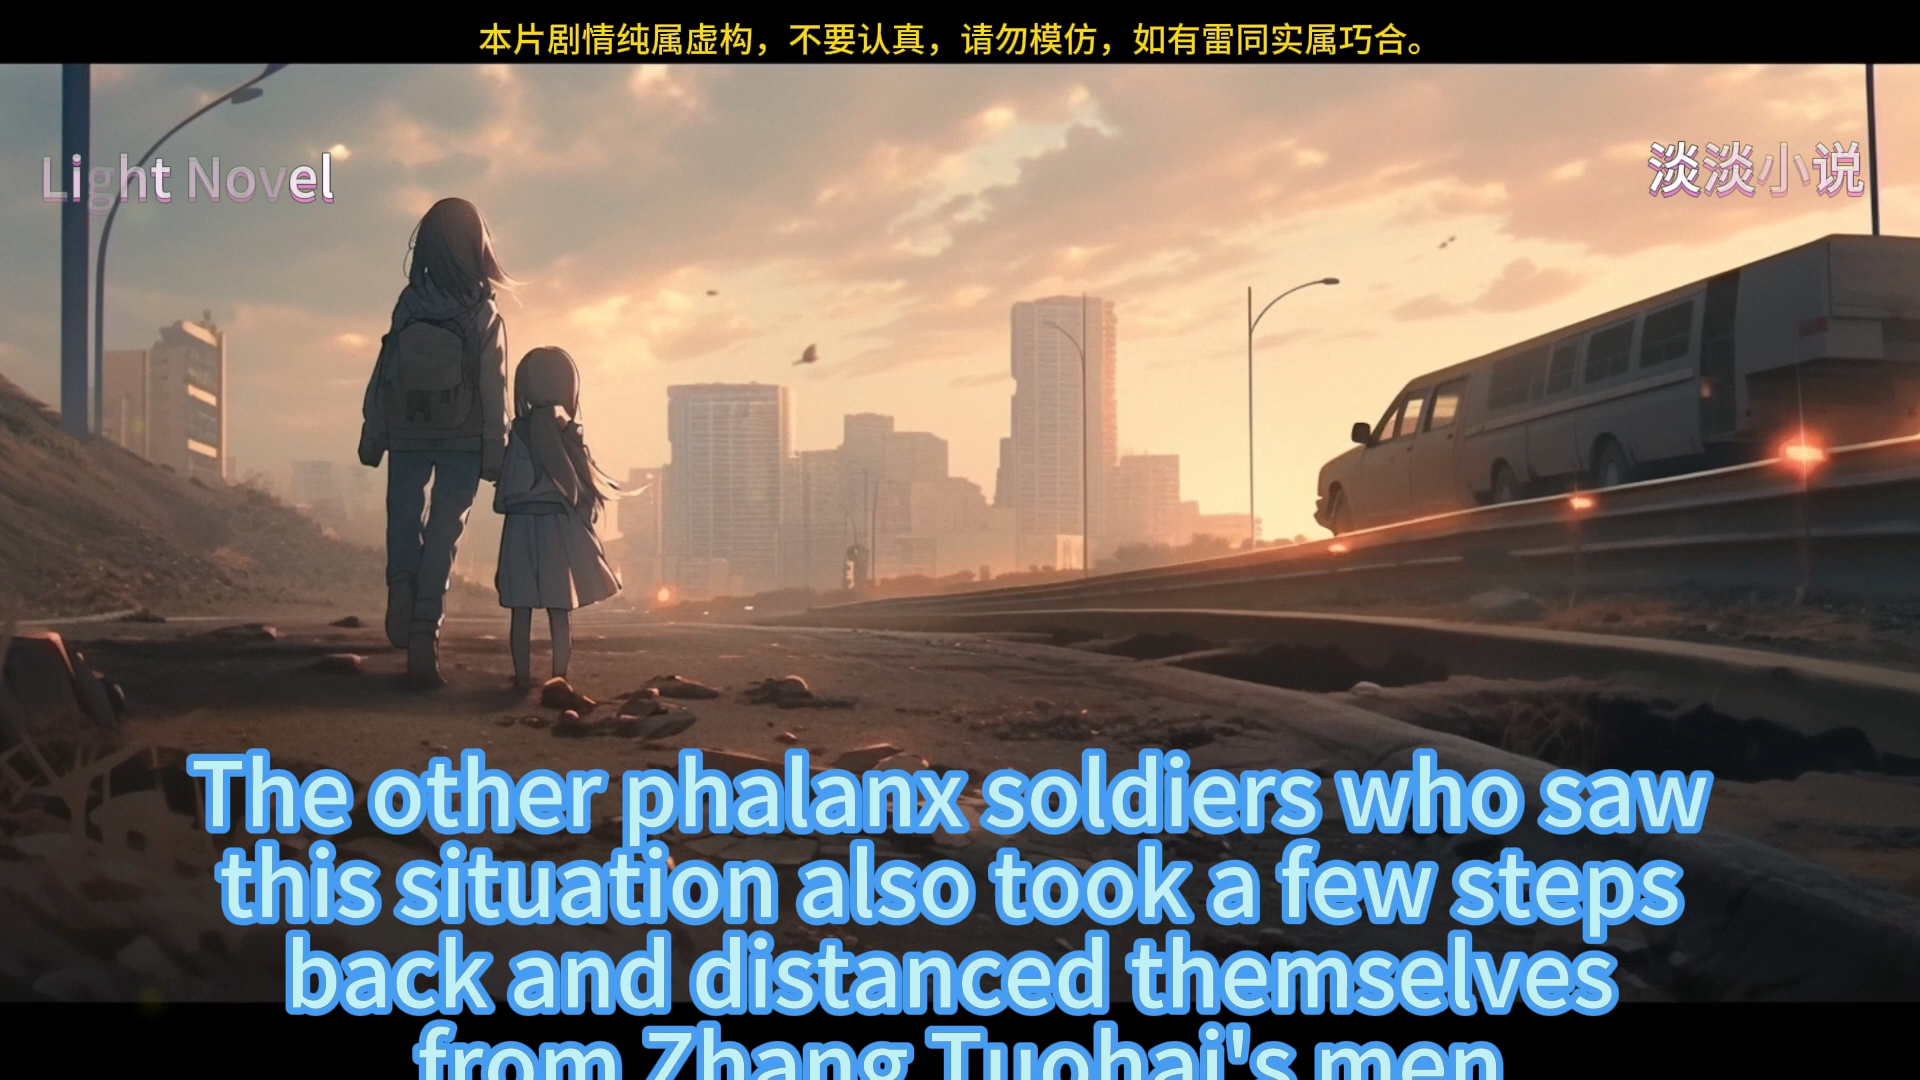 本片剧情纯属虚构，不要认真，请勿模仿，如有雷同实属巧合。
Light Novel
淡淡小说
The other phalanx soldiers who saw
this situation also took a few steps
back and distanced themselves
from Zhang Tuohai's men